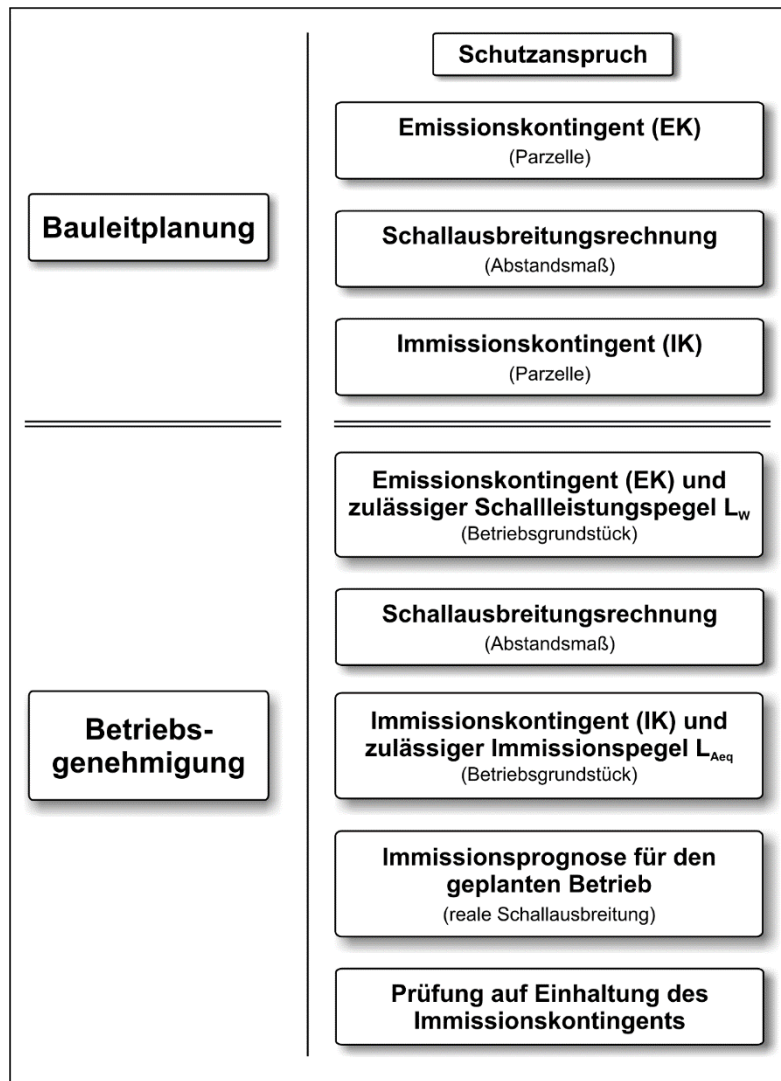 Schutzanspruch
Emissionskontingent (EK)
(Parzelle)
Bauleitplanung
Schallausbreitungsrechnung
(Abstandsmaß)
Immissionskontingent (IK)
(Parzelle)
Emissionskontingent (EK) und
zulässiger Schallleistungspegel LW
(Betriebsgrundstück)
Schallausbreitungsrechnung
(Abstandsmaß)
Betriebs-
genehmigung
Immissionskontingent (IK) und
zulässiger Immissionspegel LAeq
(Betriebsgrundstück)
Immissionsprognose für den
geplanten Betrieb
(reale Schallausbreitung)
Prüfung auf Einhaltung des
Immissionskontingents